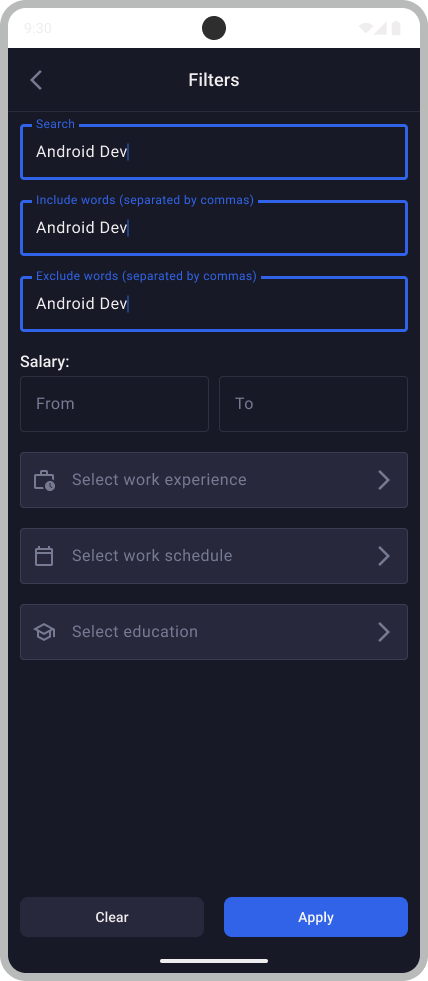 9:30
Filters
Search
Android Dev
Include words (separated by commas)
Android Dev
Exclude words (separated by commas)
Android Dev
Salary:
From To
Select work experience
Select work schedule
Select education
Clear Apply